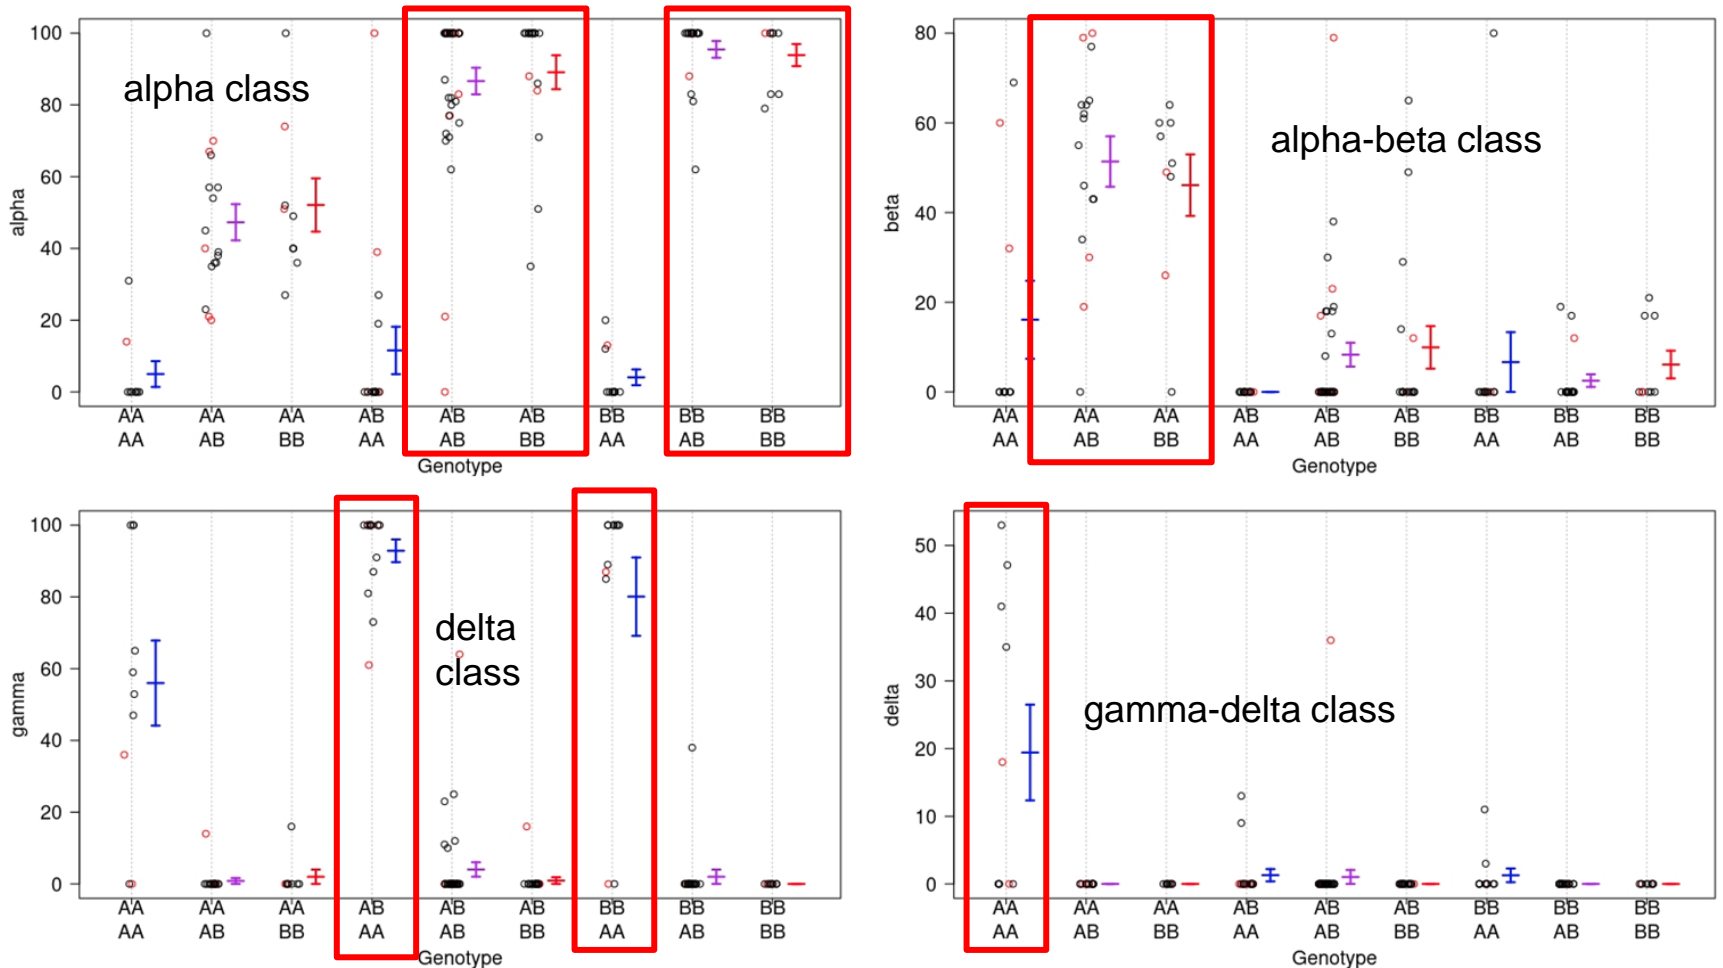 alpha class
alpha
100
80
60
40
20
0
AA AA AA AB AB AB BB BB BB
AA AB BB AA AB BB AA AB BB
Genotype
alpha-beta class
beta
80
60
40
20
0
AA AA AA AB AB AB BB BB BB
AA AB BB AA AB BB AA AB BB
Genotype
delta
class
gamma
100
80
60
40
20
0
AA AA AA AB AB AB BB BB BB
AA AB BB AA AB BB AA AB BB
Genotype
gamma-delta class
delta
50
40
30
20
10
0
AA AA AA AB AB AB BB BB BB
AA AB BB AA AB BB AA AB BB
Genotype